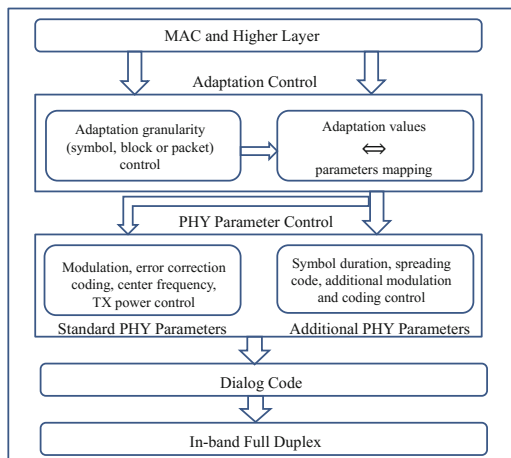 MAC and Higher Layer
Adaptation Control
Adaptation granularity
(symbol, block or packet)
control
Adaptation values
⇔
parameters mapping
PHY Parameter Control
Modulation, error correction
coding, center frequency,
TX power control
Symbol duration, spreading
code, additional modulation
and coding control
Standard PHY Parameters
Additional PHY Parameters
Dialog Code
In-band Full Duplex